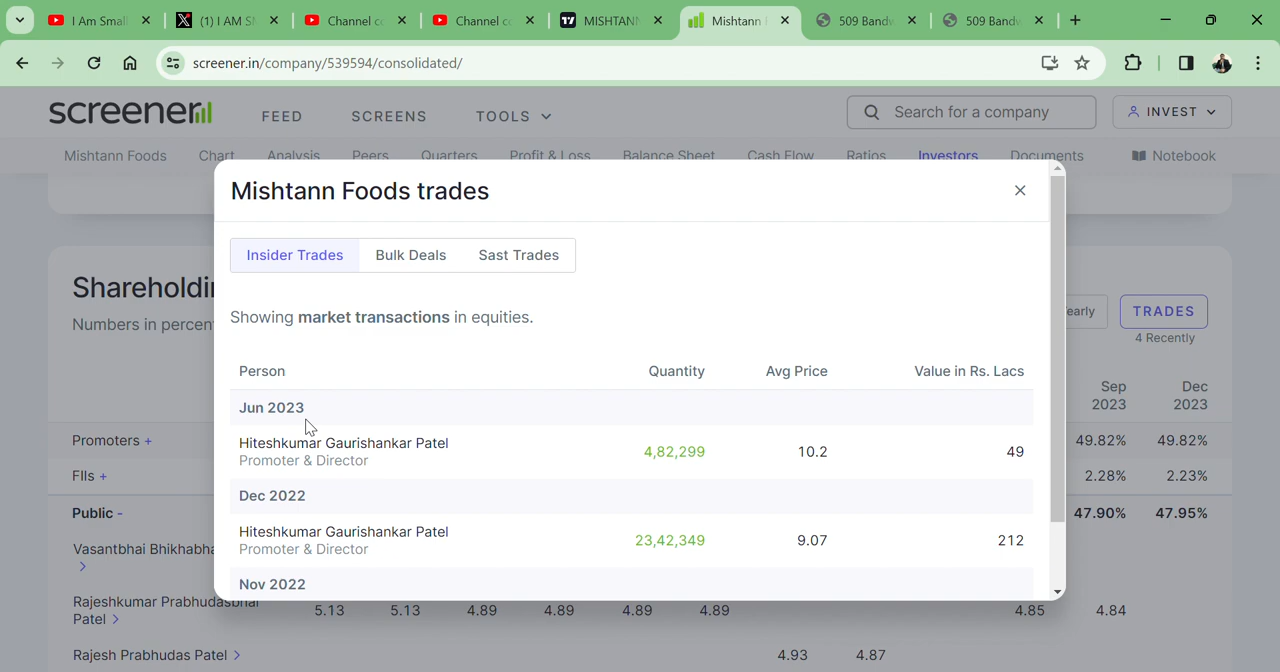 I Am Small
(1) I AM S
Channel c
Channel c
MISHTANN
Mishtann
509 Bandw
509 Bandw
screener.in/company/539594/consolidated/
screener
FEED
SCREENS
TOOLS
Search for a company
INVEST
Mishtann Foods
Chart
Analysis
Peers
Quarters
Profit & Loss
Balance Sheet
Cash Flow
Ratios
Investors
Documents
Notebook
Mishtann Foods trades
Insider Trades
Bulk Deals
Sast Trades
Shareholdi
Numbers in percen
early
TRADES
4 Recently
Showing market transactions in equities.
Person Quantity Avg Price Value in Rs. Lacs
Sep 2023
Dec 2023
Jun 2023
Hiteshkumar Gaurishankar Patel 4,82,299 10.2 49
Promoter & Director
Dec 2022
Hiteshkumar Gaurishankar Patel 23,42,349 9.07 212
Promoter & Director
Nov 2022
Promoters + 49.82% 49.82%
FIIs + 2.28% 2.23%
Public - 47.90% 47.95%
Vasantbhai Bhikhabha >
Rajeshkumar Prabhudasbhai
Patel > 5.13 5.13 4.89 4.89 4.89 4.89 4.85 4.84
Rajesh Prabhudas Patel > 4.93 4.87